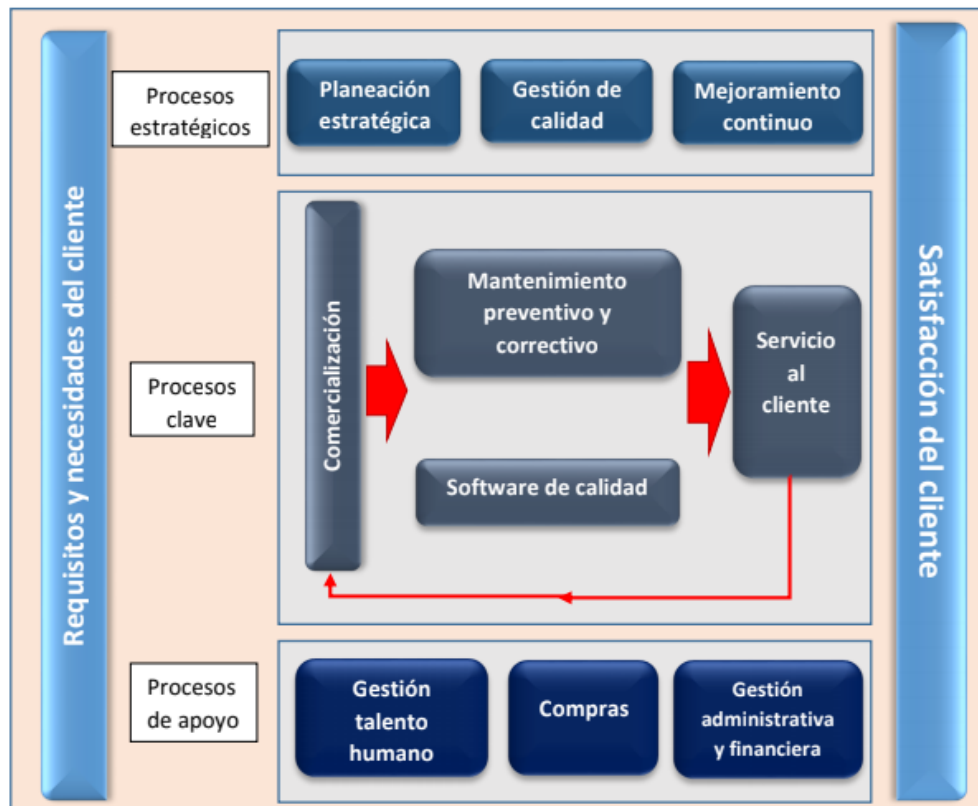 Requisitos y necesidades del cliente
Procesos
estratégicos
Planeación
estratégica
Gestión de
calidad
Mejoramiento
continuo
Procesos
clave
Comercialización
Mantenimiento
preventivo y
correctivo
Software de calidad
Servicio
al
cliente
Procesos
de apoyo
Gestión
talento
humano
Compras
Gestión
administrativa
y financiera
Satisfacción del cliente